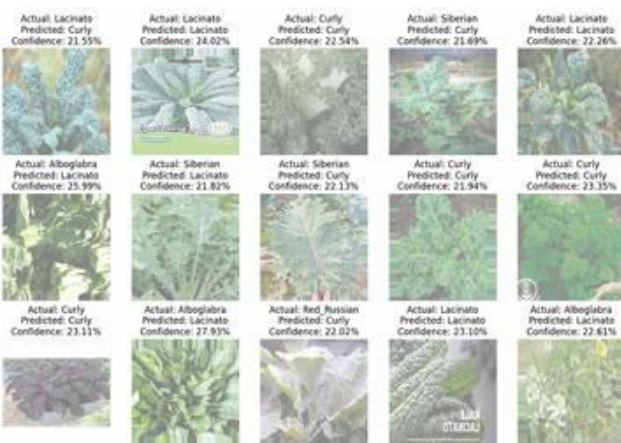 Actual: Lacinato
Predicted: Curly
Confidence: 21.55%
Actual: Lacinato
Predicted: Lacinato
Confidence: 24.02%
Actual: Curly
Predicted: Curly
Confidence: 22.54%
Actual: Siberian
Predicted: Curly
Confidence: 21.69%
Actual: Lacinato
Predicted: Lacinato
Confidence: 22.26%
Actual: Alboglabra
Predicted: Lacinato
Confidence: 25.99%
Actual: Siberian
Predicted: Lacinato
Confidence: 21.82%
Actual: Siberian
Predicted: Curly
Confidence: 22.13%
Actual: Curly
Predicted: Curly
Confidence: 21.94%
Actual: Curly
Predicted: Curly
Confidence: 23.35%
Actual: Curly
Predicted: Curly
Confidence: 23.11%
Actual: Alboglabra
Predicted: Lacinato
Confidence: 27.93%
Actual: Red_Russian
Predicted: Curly
Confidence: 22.02%
Actual: Lacinato
Predicted: Lacinato
Confidence: 23.10%
KALE
LACINATO
Actual: Alboglabra
Predicted: Lacinato
Confidence: 22.61%